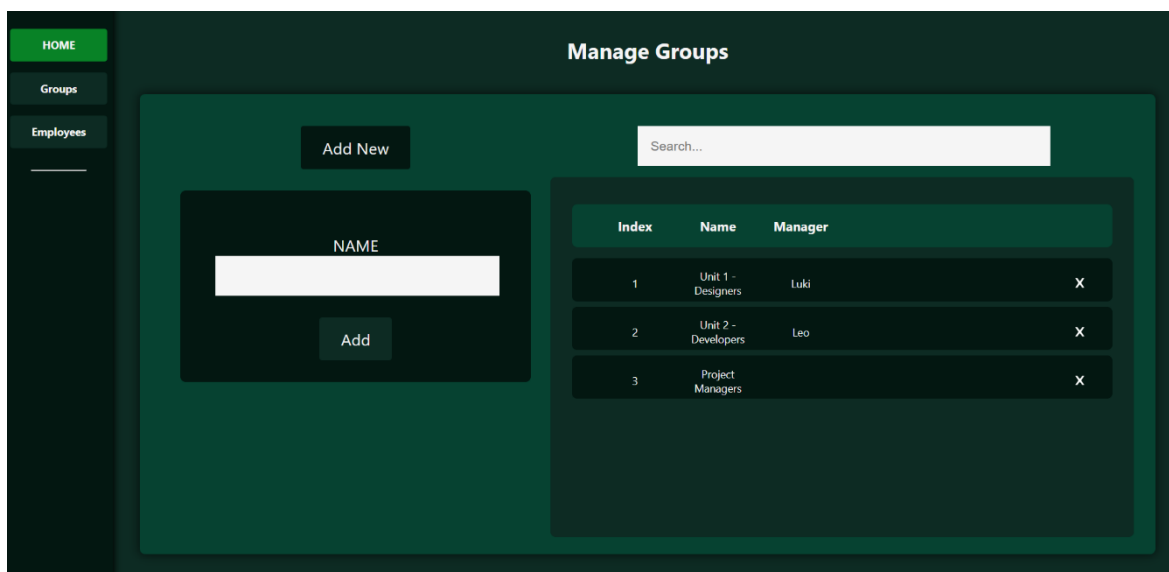 HOME
Groups
Employees
Manage Groups
Add New
NAME
Add
Search...
Index Name Manager
1 Unit 1 -
Designers Luki X
2 Unit 2 -
Developers Leo X
3 Project
Managers X